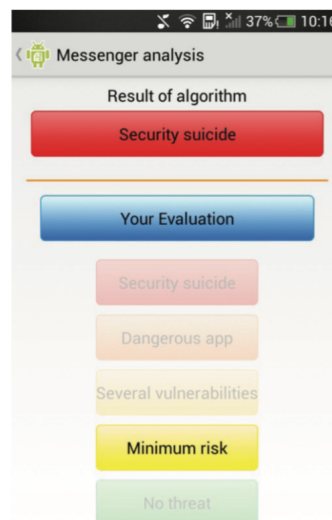 37% 10:16
Messenger analysis
Result of algorithm
Security suicide
Your Evaluation
Security suicide
Dangerous app
Several vulnerabilities
Minimum risk
No threat